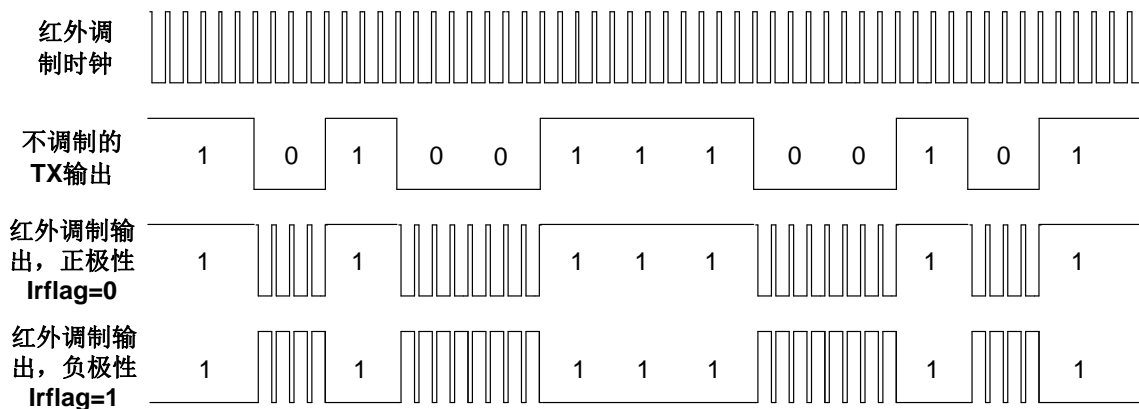 红外调
制时钟
不调制的
TX输出
1 0 1 0 0 1 1 1 0 0 1 0 1
红外调制输
出，正极性
Irflag=0
1 1 1 1 1 1 1
红外调制输
出，负极性
Irflag=1
1 1 1 1 1 1 1